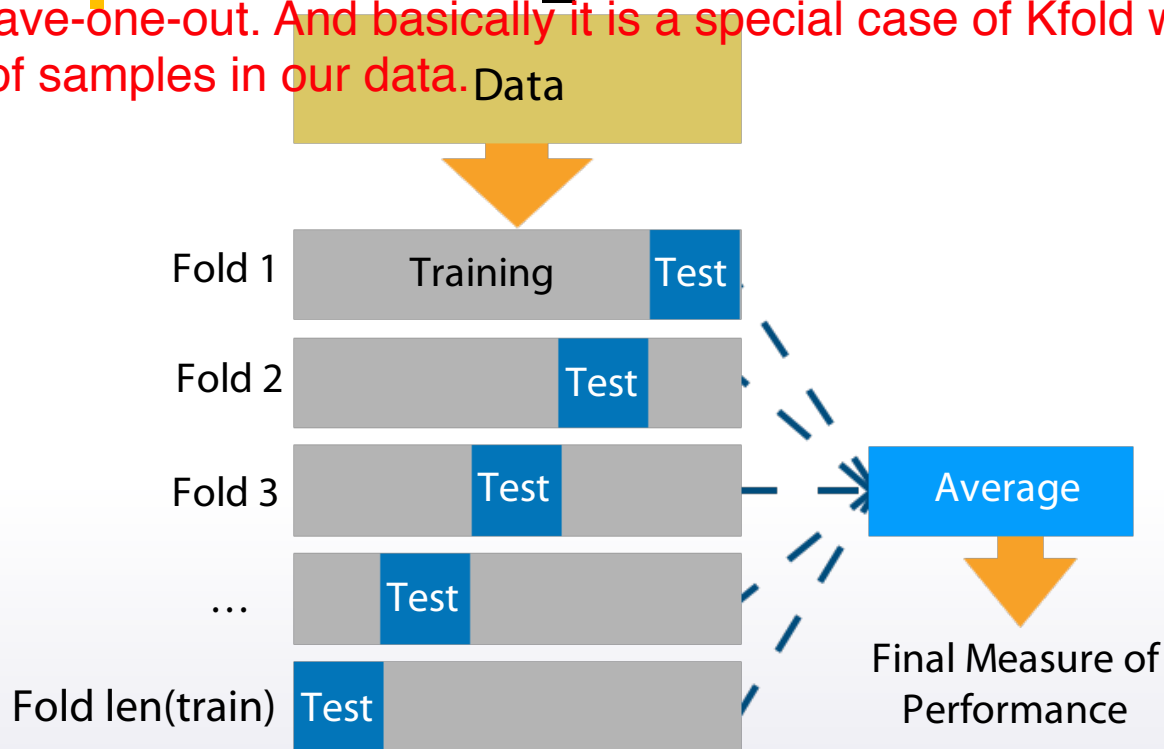 ave-one-out. And basically it is a special case of Kfold w
of samples in our data.
Data
Fold 1
Training
Test
Fold 2
Test
Fold 3
Test
Average
...
Test
Final Measure of
Performance
Fold len(train)
Test